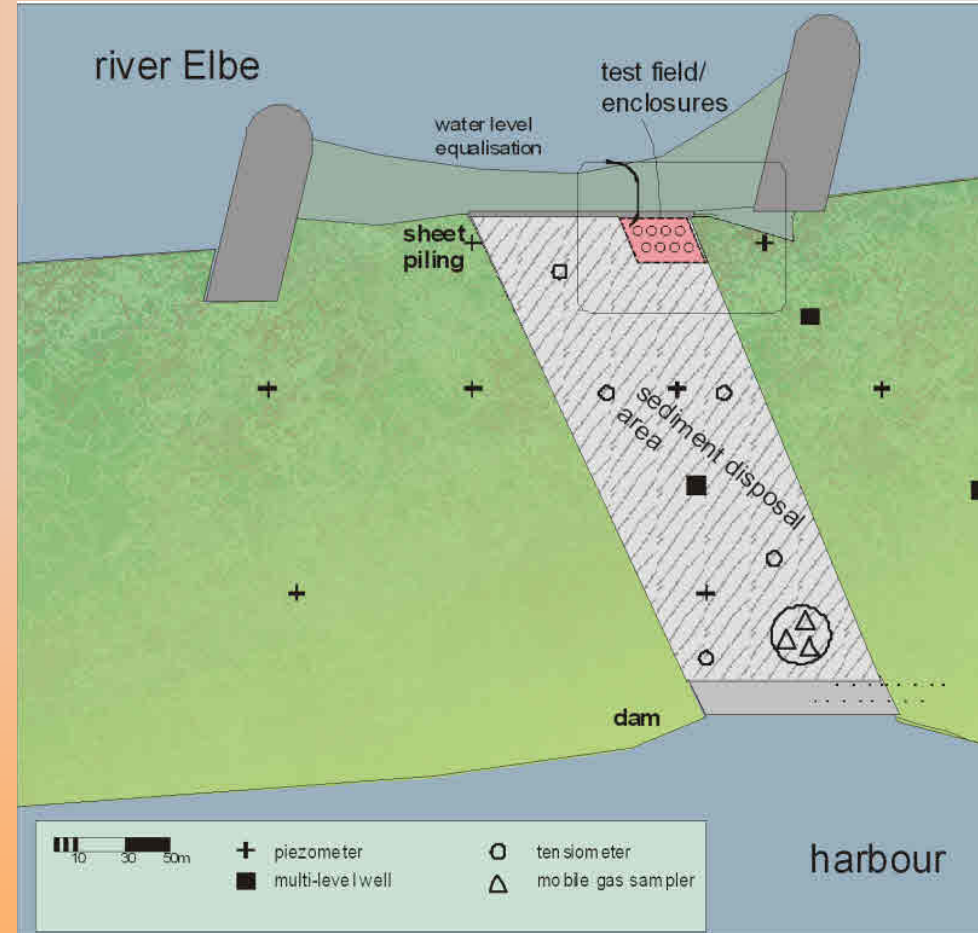 river Elbe
test field/
enclosures
water level
equalisation
sheet
piling
sediment disposal
area
dam
harbour
10 30 50m
piezometer
tensiometer
multi-level well
mobile gas sampler